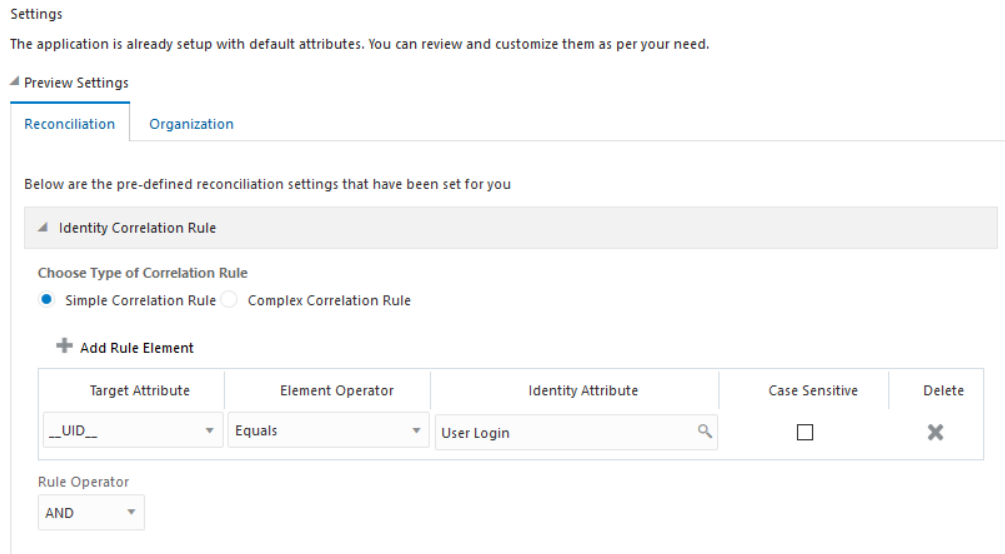 Settings
The application is already setup with default attributes. You can review and customize them as per your need.
Preview Settings
Reconciliation Organization
Below are the pre-defined reconciliation settings that have been set for you
Identity Correlation Rule
Choose Type of Correlation Rule
Simple Correlation Rule Complex Correlation Rule
Add Rule Element
Target Attribute Element Operator Identity Attribute Case Sensitive Delete
__UID__ Equals User Login
Rule Operator
AND